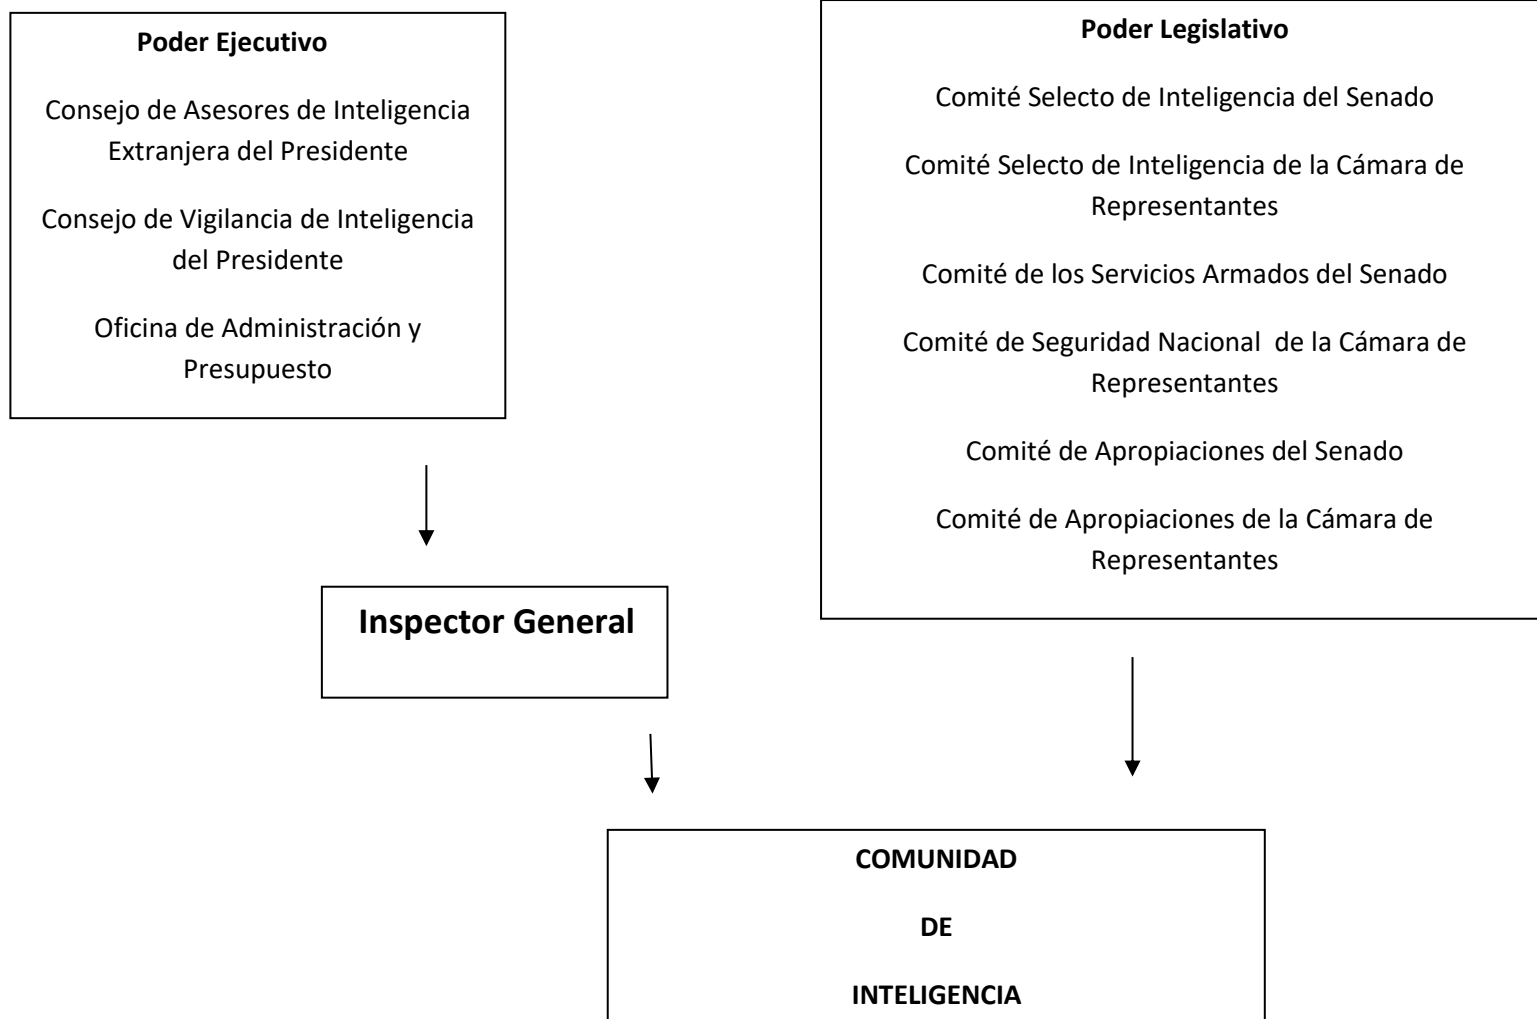 Poder Ejecutivo
Consejo de Asesores de Inteligencia
Extranjera del Presidente
Consejo de Vigilancia de Inteligencia
del Presidente
Oficina de Administración y
Presupuesto
Poder Legislativo
Comité Selecto de Inteligencia del Senado
Comité Selecto de Inteligencia de la Cámara de
Representantes
Comité de los Servicios Armados del Senado
Comité de Seguridad Nacional  de la Cámara de
Representantes
Comité de Apropiaciones del Senado
Comité de Apropiaciones de la Cámara de
Representantes
Inspector General
COMUNIDAD
DE
INTELIGENCIA